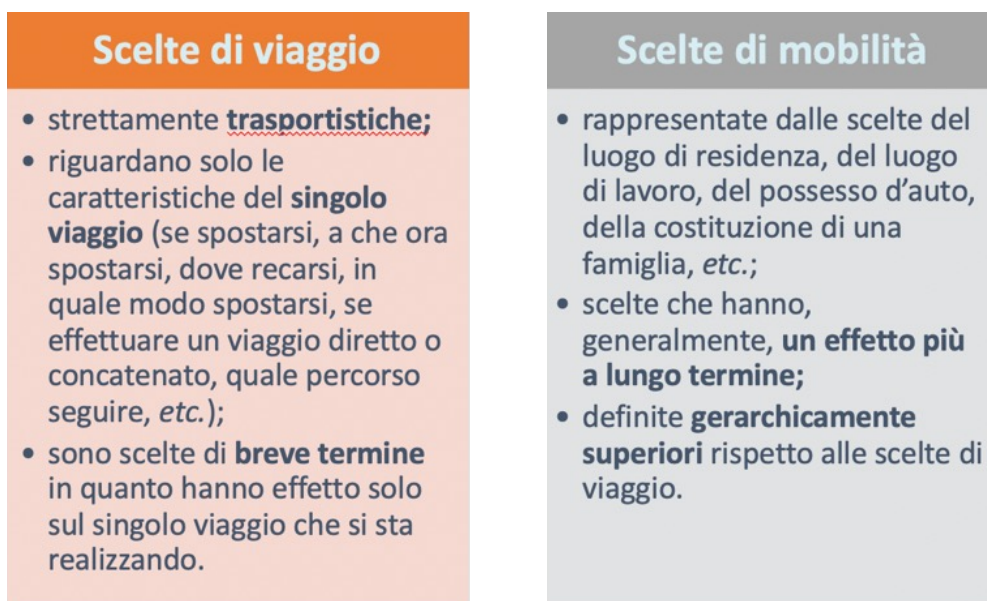 Scelte di viaggio
• strettamente trasportistiche;
• riguardano solo le
caratteristiche del singolo
viaggio (se spostarsi, a che ora
spostarsi, dove recarsi, in
quale modo spostarsi, se
effettuare un viaggio diretto o
concatenato, quale percorso
seguire, etc.);
• sono scelte di breve termine
in quanto hanno effetto solo
sul singolo viaggio che si sta
realizzando.
Scelte di mobilità
• rappresentate dalle scelte del
luogo di residenza, del luogo
di lavoro, del possesso d’auto,
della costituzione di una
famiglia, etc.;
• scelte che hanno,
generalmente, un effetto più
a lungo termine;
• definite gerarchicamente
superiori rispetto alle scelte di
viaggio.